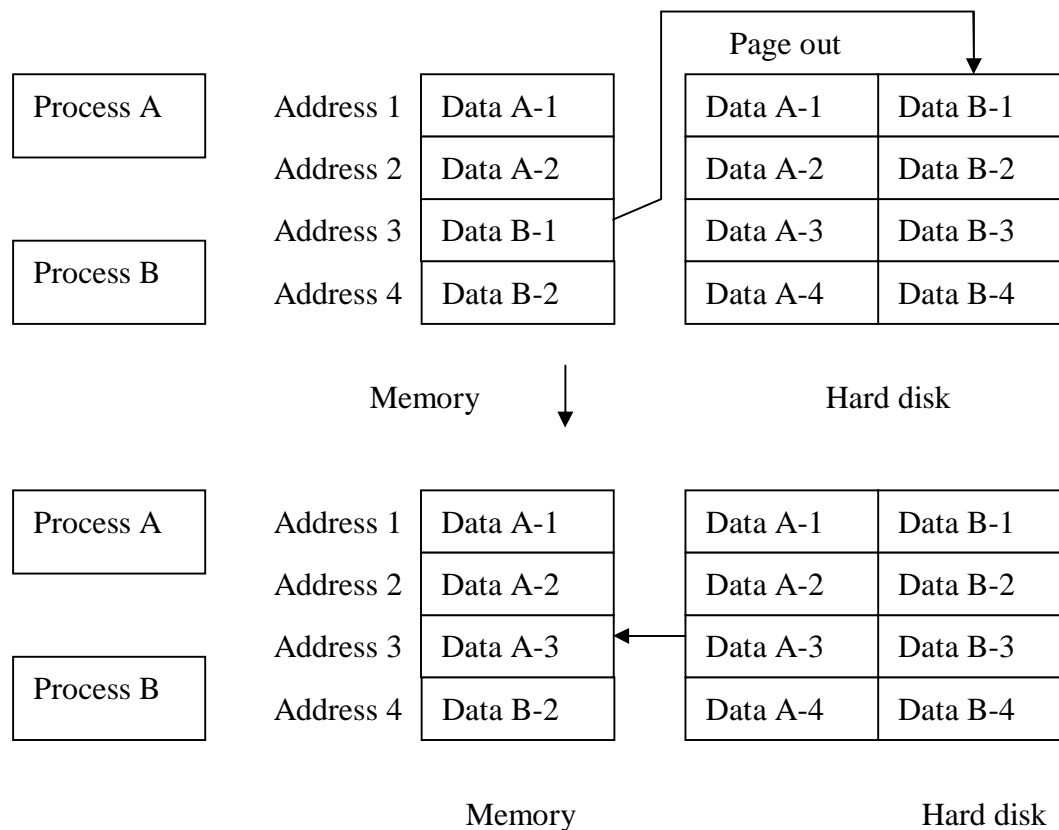 Page out
Process A Address 1 Data A-1 Data A-1 Data B-1
Address 2 Data A-2 Data A-2 Data B-2
Address 3 Data B-1 Data A-3 Data B-3
Process B
Address 4 Data B-2 Data A-4 Data B-4
Memory Hard disk
Process A Address 1 Data A-1 Data A-1 Data B-1
Address 2 Data A-2 Data A-2 Data B-2
Address 3 Data A-3 Data A-3 Data B-3
Process B
Address 4 Data B-2 Data A-4 Data B-4
Memory Hard disk